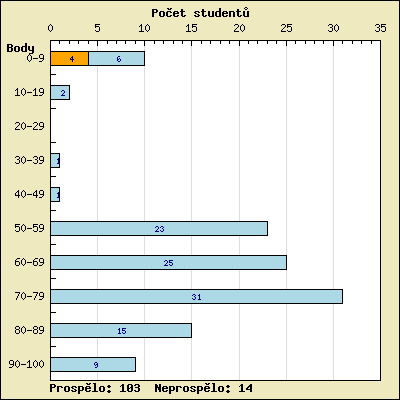 Počet studentů
0 5 10 15 20 25 30 35
Body
0-9 4 6
10-19 2
20-29
30-39 1
40-49 1
50-59 23
60-69 25
70-79 31
80-89 15
90-100 9
Prospělo: 103 Neprospělo: 14